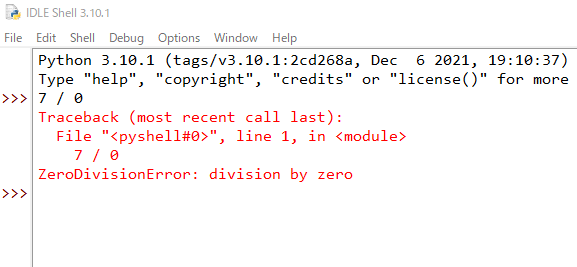 IDLE Shell 3.10.1
File Edit Shell Debug Options Window Help
Python 3.10.1 (tags/v3.10.1:2cd268a, Dec  6 2021, 19:10:37)
Type "help", "copyright", "credits" or "license()" for more
>>> 7 / 0
Traceback (most recent call last):
  File "<pyshell#0>", line 1, in <module>
    7 / 0
ZeroDivisionError: division by zero
>>>